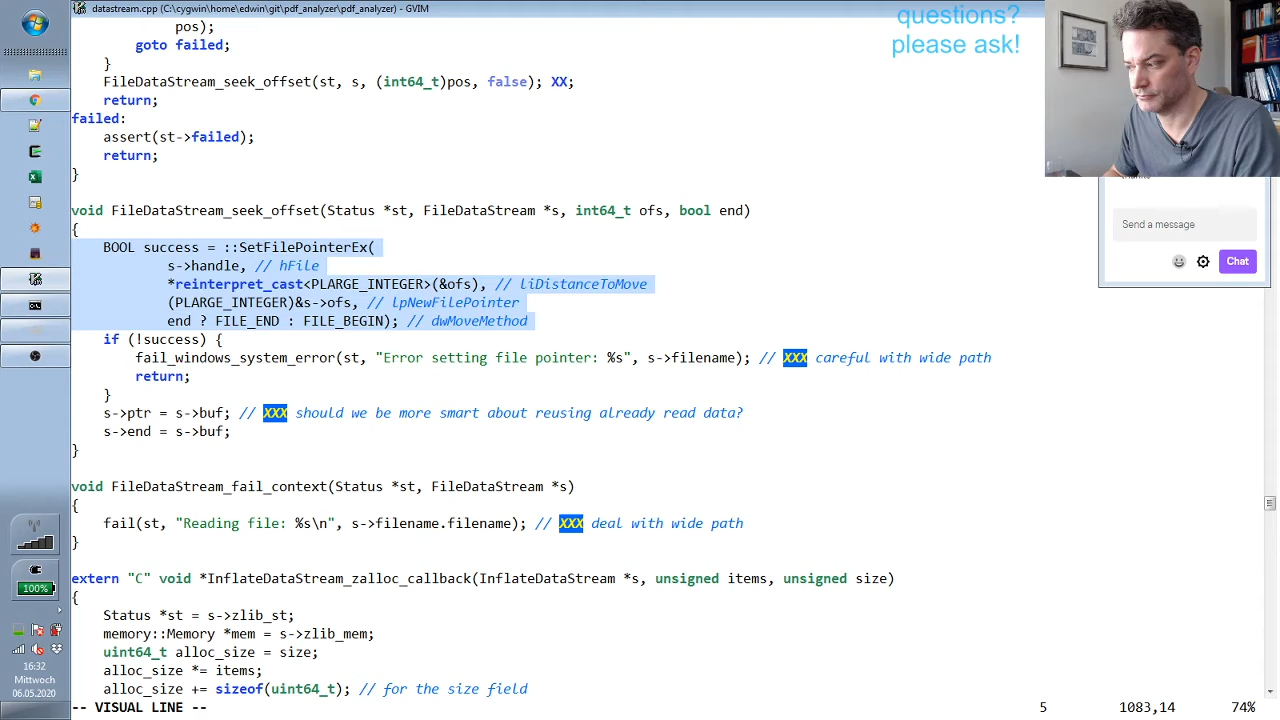 datastream.cpp (C:\cygwin\home\edwin\git\pdf_analyzer\pdf_analyzer) - GVIM
questions?
please ask!
pos);
goto failed;
}
FileDataStream_seek_offset(st, s, (int64_t)pos, false); XX;
return;
failed:
assert(st->failed);
return;
}
void FileDataStream_seek_offset(Status *st, FileDataStream *s, int64_t ofs, bool end)
{
BOOL success = ::SetFilePointerEx(
s->handle, // hFile
*reinterpret_cast<PLARGE_INTEGER>(&ofs), // liDistanceToMove
(PLARGE_INTEGER)&s->ofs, // lpNewFilePointer
end ? FILE_END : FILE_BEGIN); // dwMoveMethod
if (!success) {
fail_windows_system_error(st, "Error setting file pointer: %s", s->filename); // XXX careful with wide path
return;
}
s->ptr = s->buf; // XXX should we be more smart about reusing already read data?
s->end = s->buf;
}
void FileDataStream_fail_context(Status *st, FileDataStream *s)
{
fail(st, "Reading file: %s\n", s->filename.filename); // XXX deal with wide path
}
extern "C" void *InflateDataStream_zalloc_callback(InflateDataStream *s, unsigned items, unsigned size)
{
Status *st = s->zlib_st;
memory::Memory *mem = s->zlib_mem;
uint64_t alloc_size = size;
alloc_size *= items;
alloc_size += sizeof(uint64_t); // for the size field
-- VISUAL LINE -- 5 1083,14 74%
Send a message
Chat
100%
16:32
Mittwoch
06.05.2020